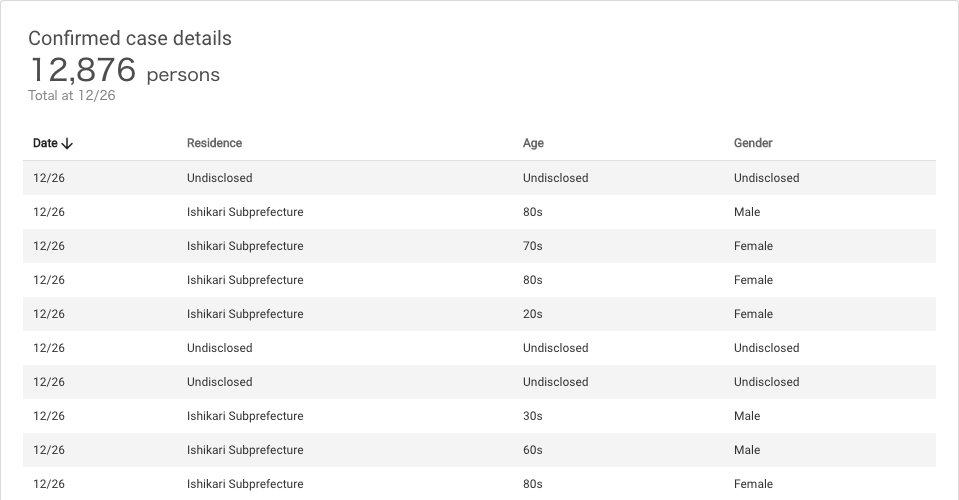 Confirmed case details
12,876 persons
Total at 12/26
Date ↓ Residence Age Gender
12/26 Undisclosed Undisclosed Undisclosed
12/26 Ishikari Subprefecture 80s Male
12/26 Ishikari Subprefecture 70s Female
12/26 Ishikari Subprefecture 80s Female
12/26 Ishikari Subprefecture 20s Female
12/26 Undisclosed Undisclosed Undisclosed
12/26 Undisclosed Undisclosed Undisclosed
12/26 Ishikari Subprefecture 30s Male
12/26 Ishikari Subprefecture 60s Male
12/26 Ishikari Subprefecture 80s Female